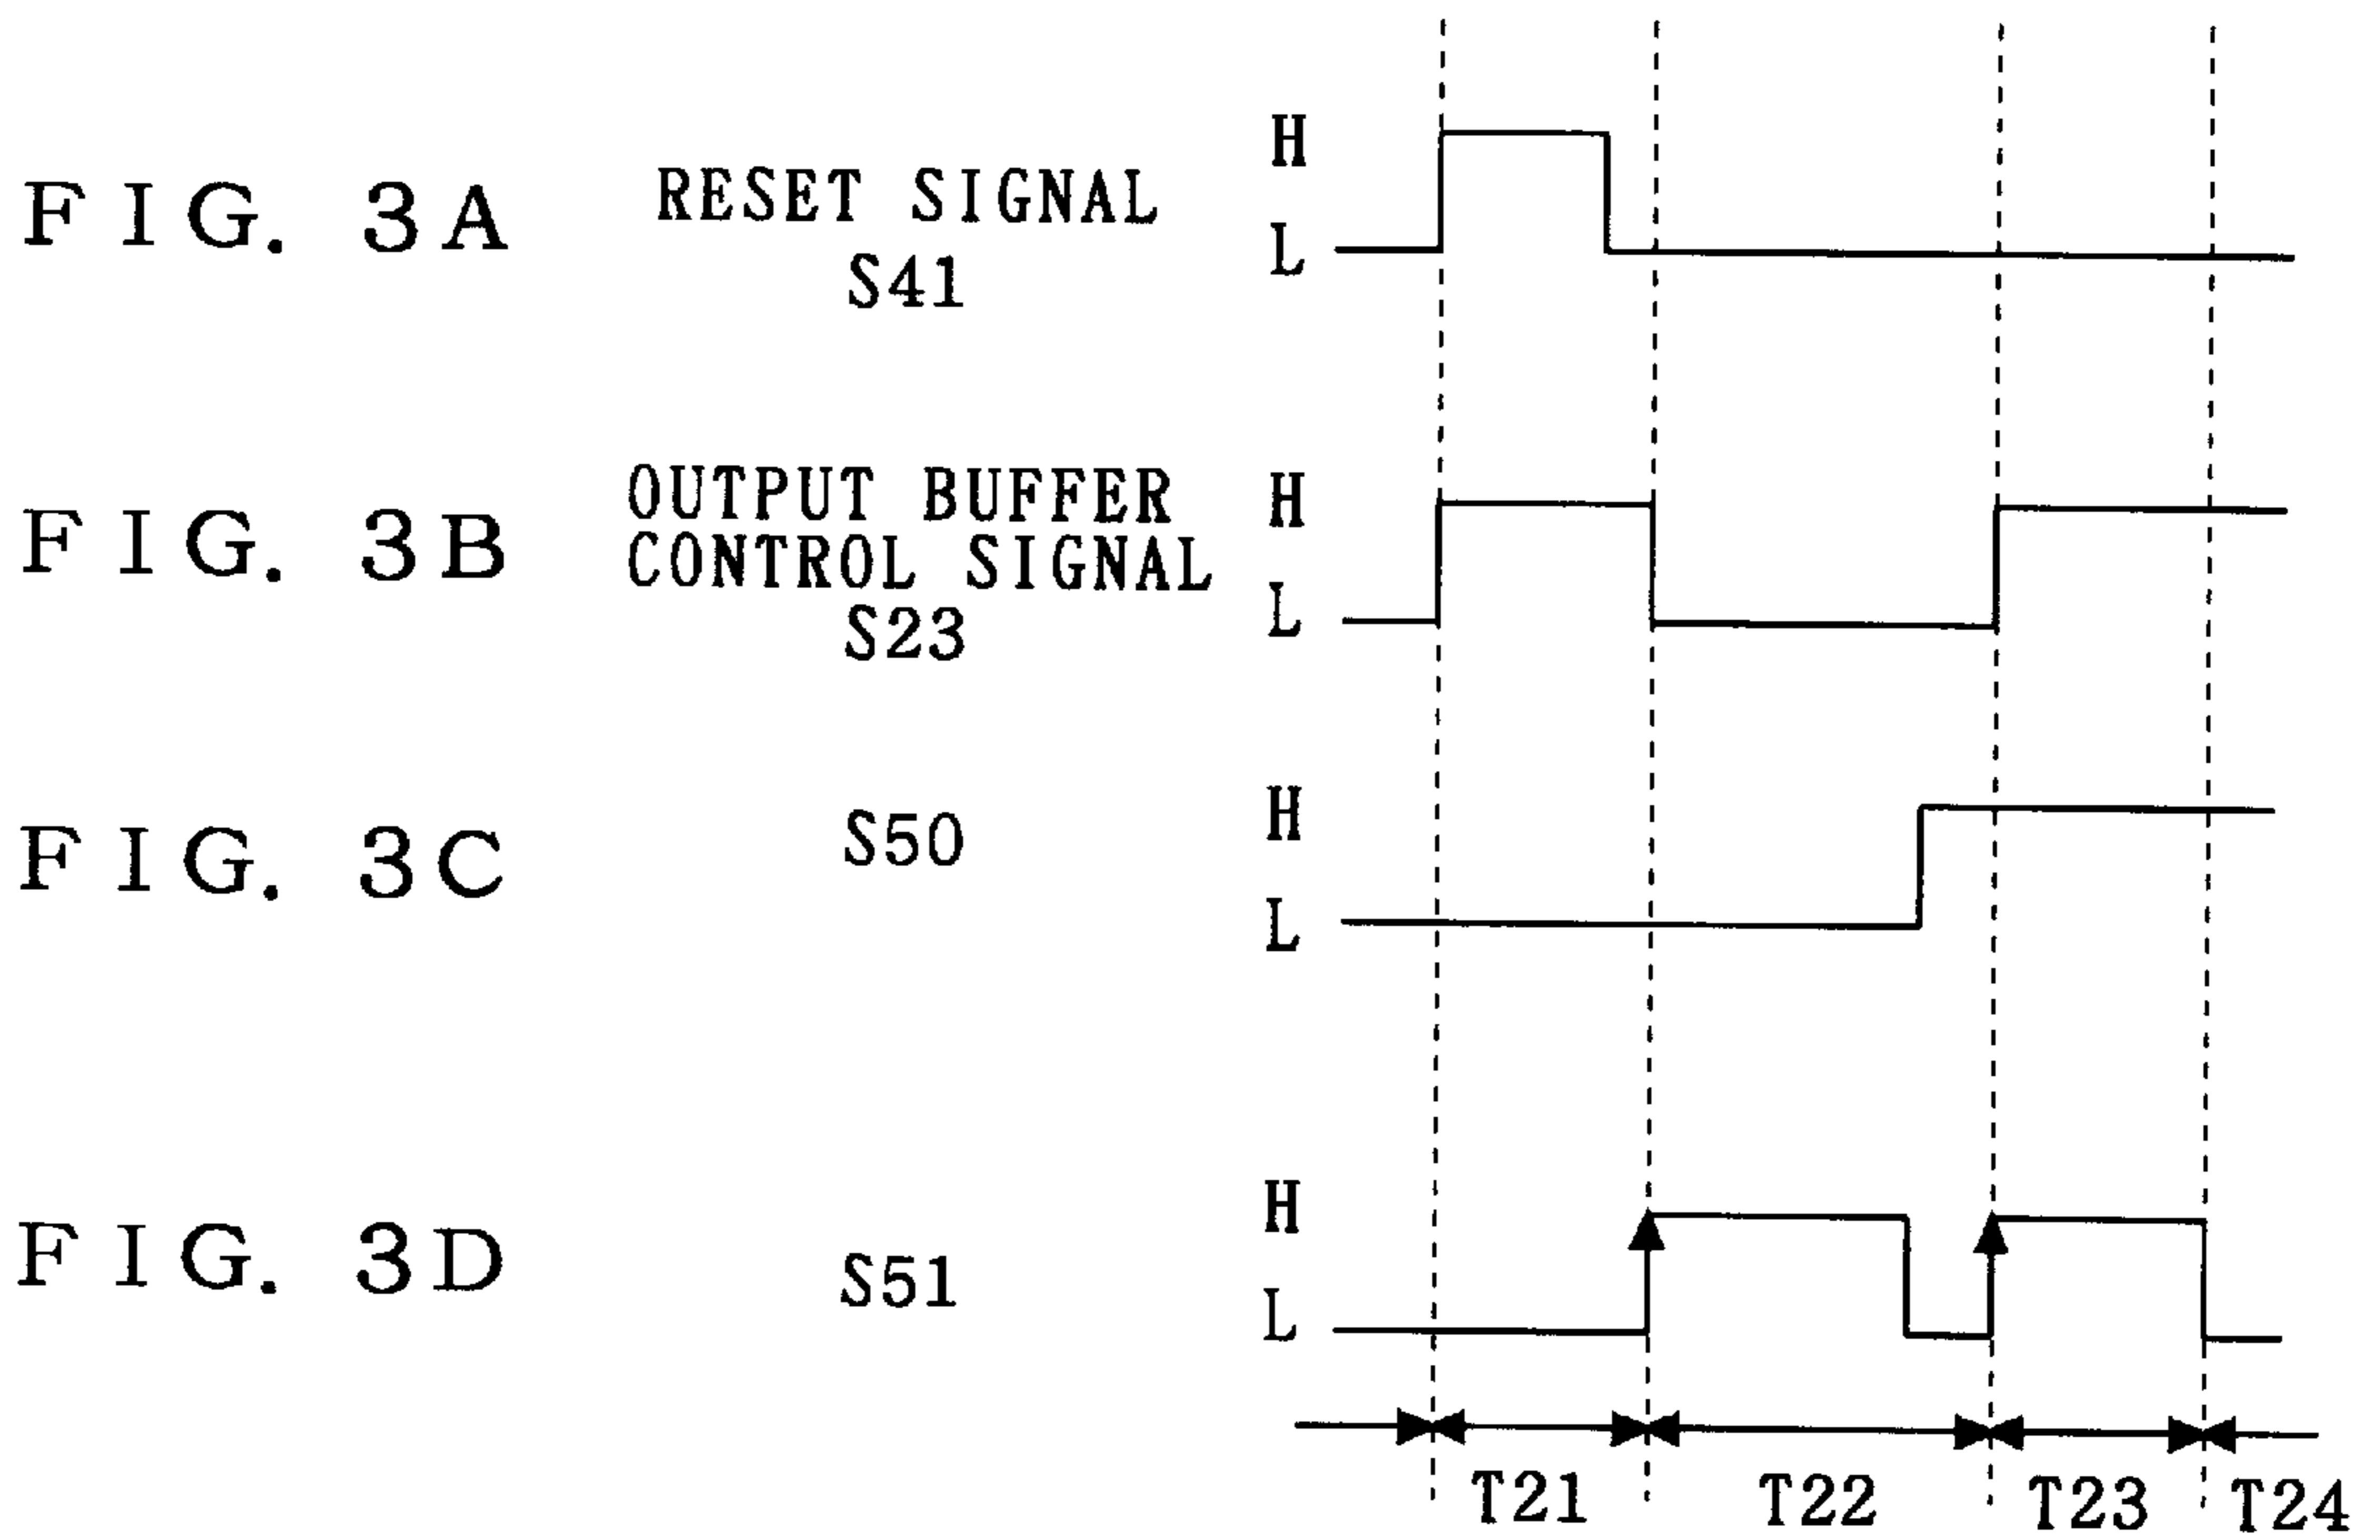 FIG. 3A
RESET SIGNAL
S41
H
L
FIG. 3B
OUTPUT BUFFER
CONTROL SIGNAL
S23
H
L
FIG. 3C
S50
H
L
FIG. 3D
S51
H
L
T21 T22 T23 T24